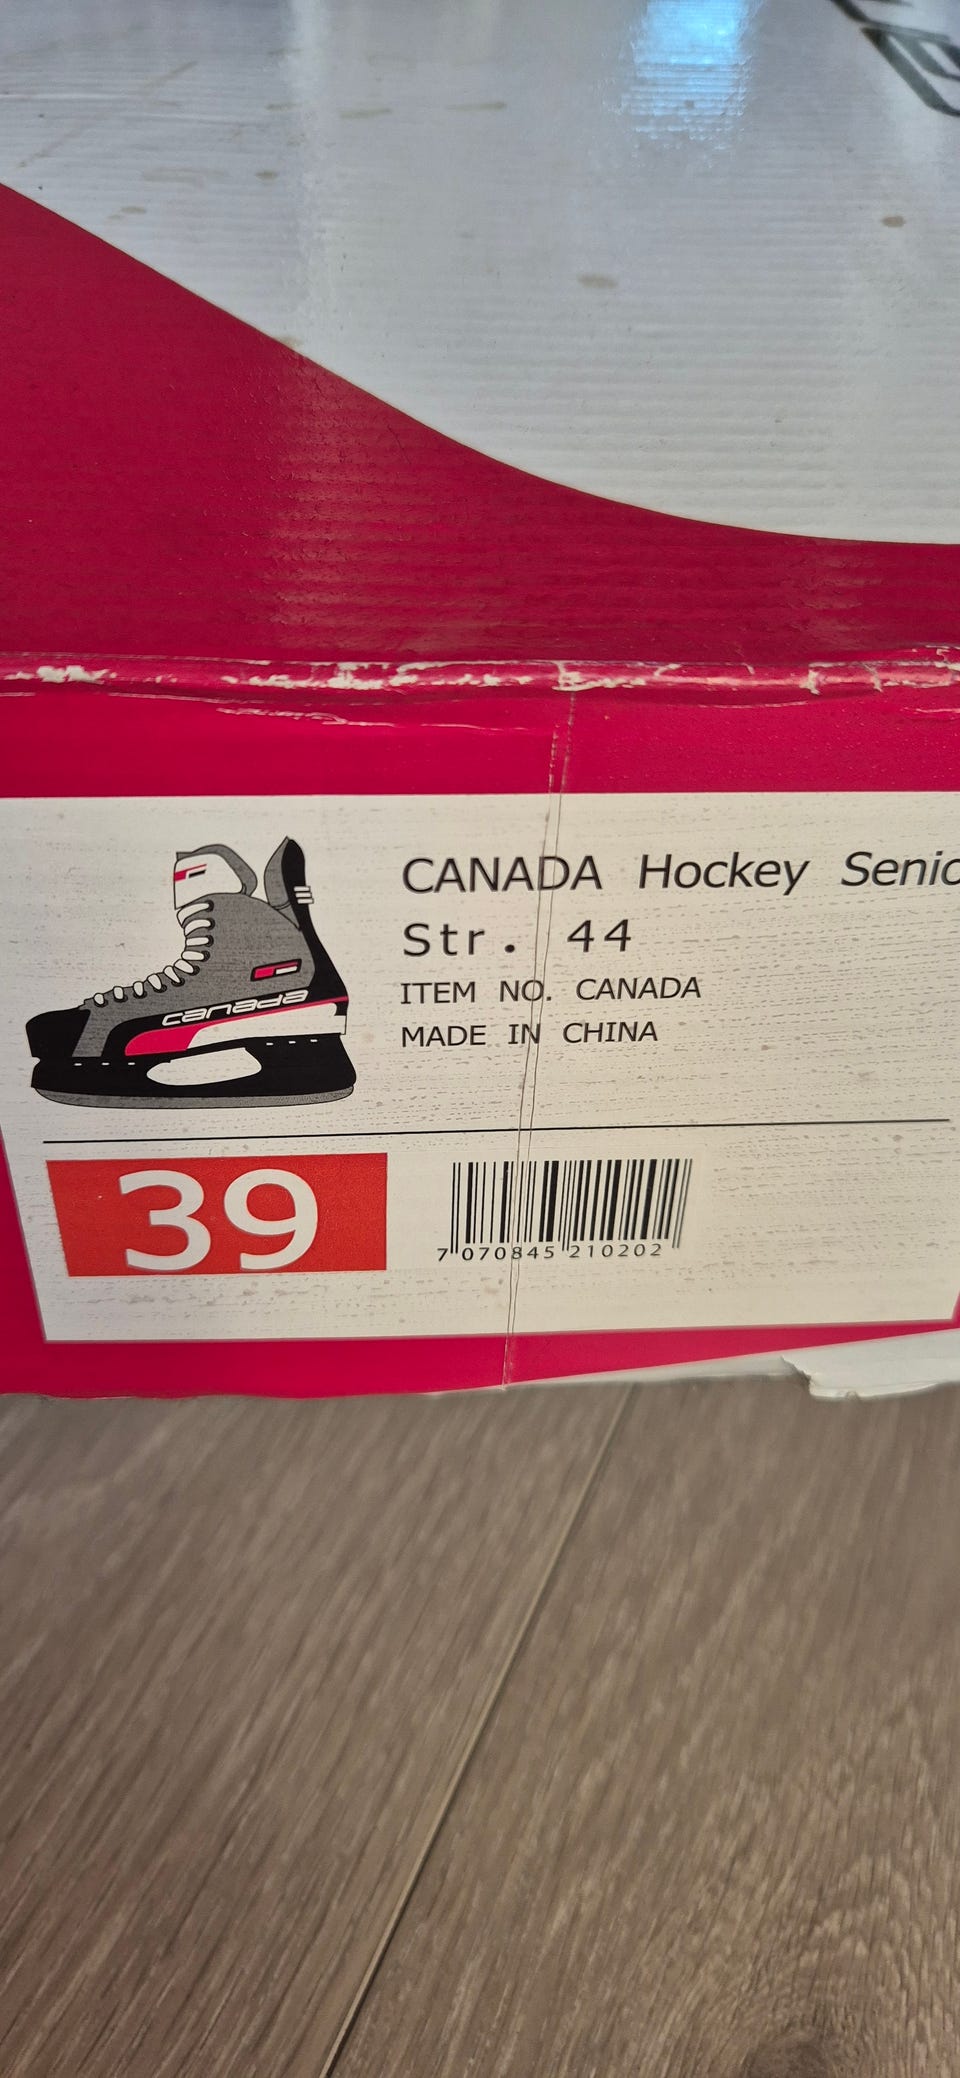 CANADA Hockey Senio
Str. 44
ITEM NO. CANADA
MADE IN CHINA
canada
39
7 070845 210202